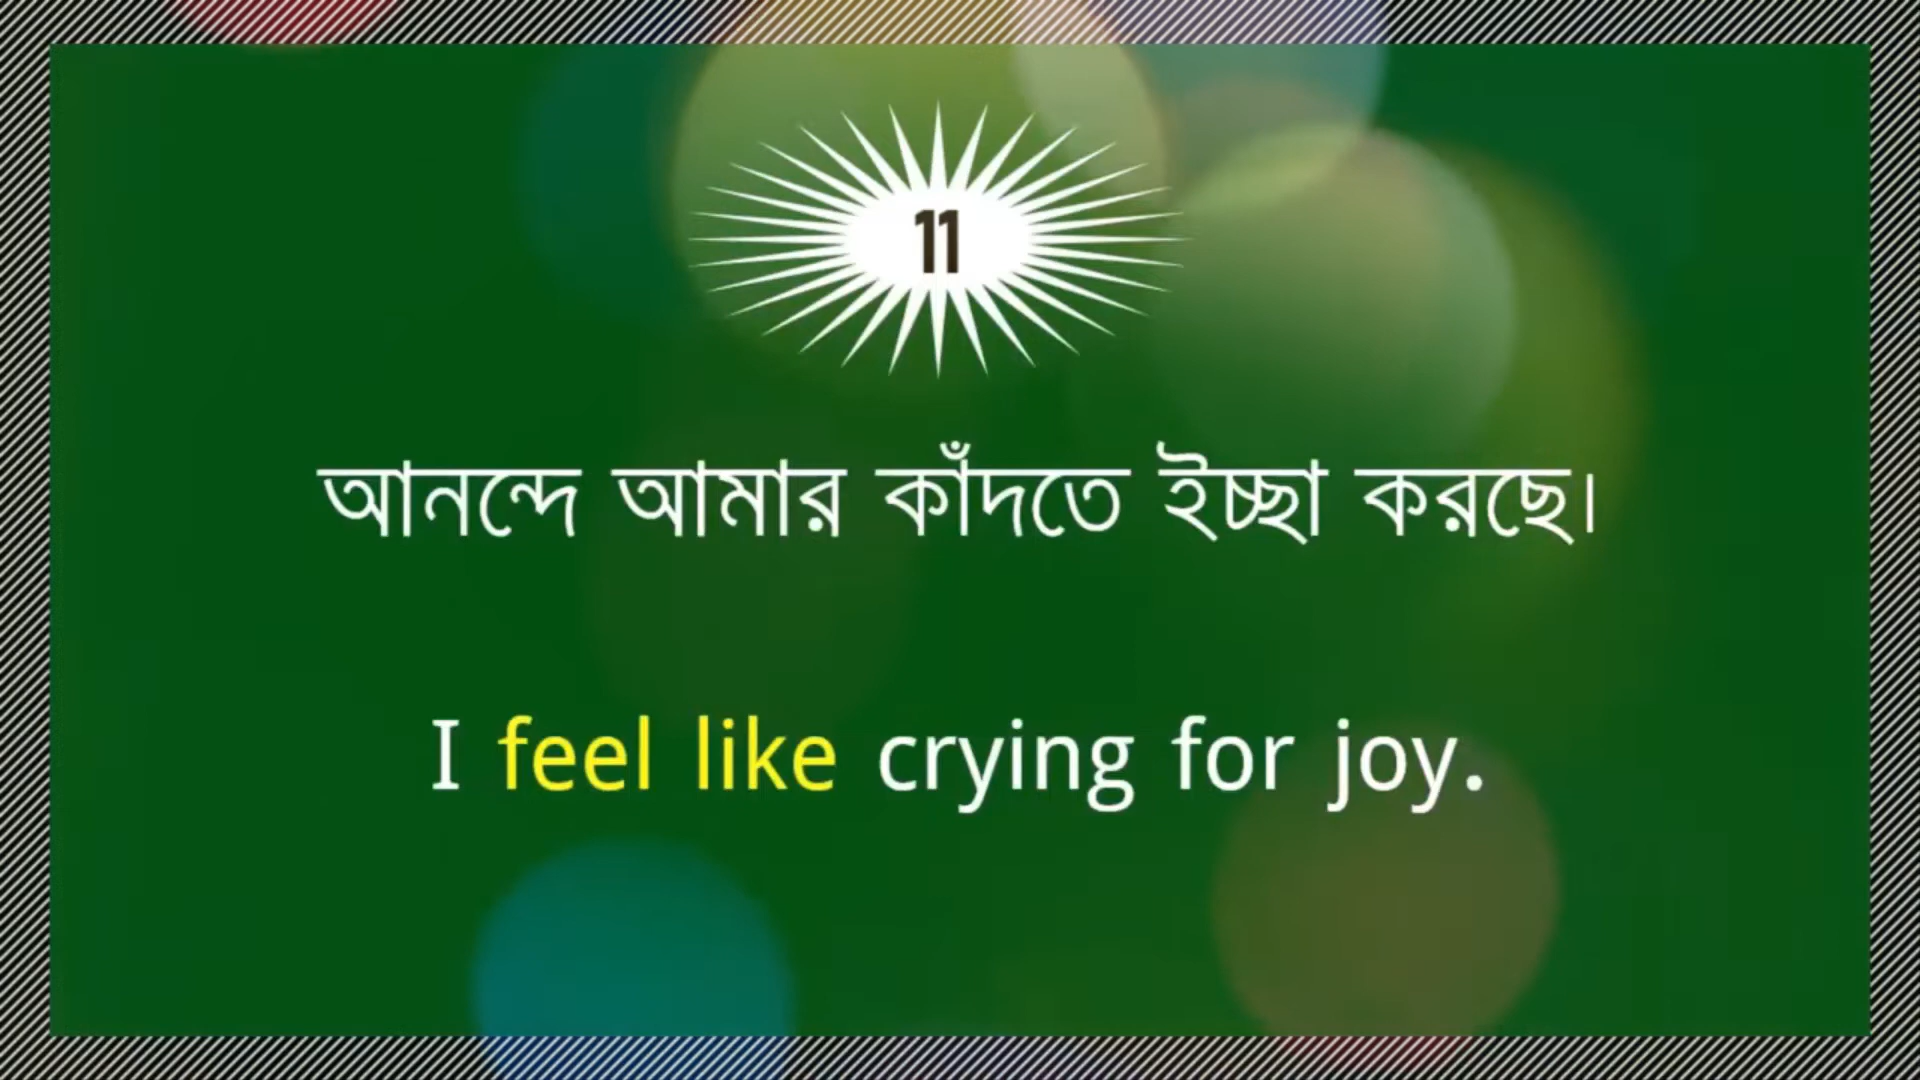 11
আনন্দে আমার কাঁদতে ইচ্ছা করছে।
I feel like crying for joy.